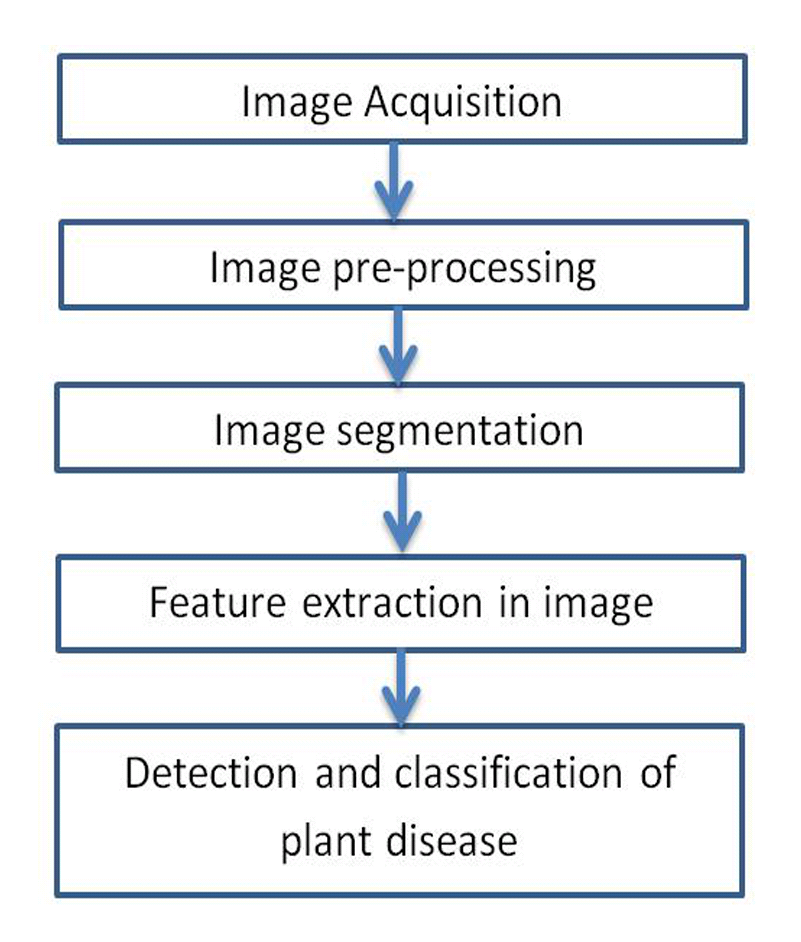 Image Acquisition
Image pre-processing
Image segmentation
Feature extraction in image
Detection and classification of
plant disease